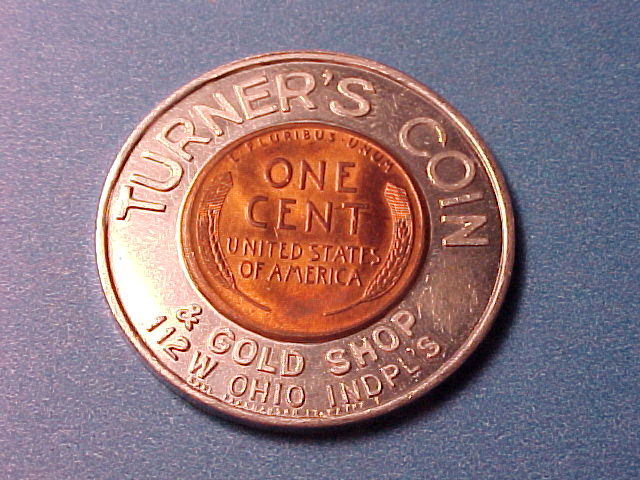 TURNER'S COIN
& GOLD SHOP
112 W OHIO INDPL'S
E PLURIBUS UNUM
ONE
CENT
UNITED STATES
OF AMERICA